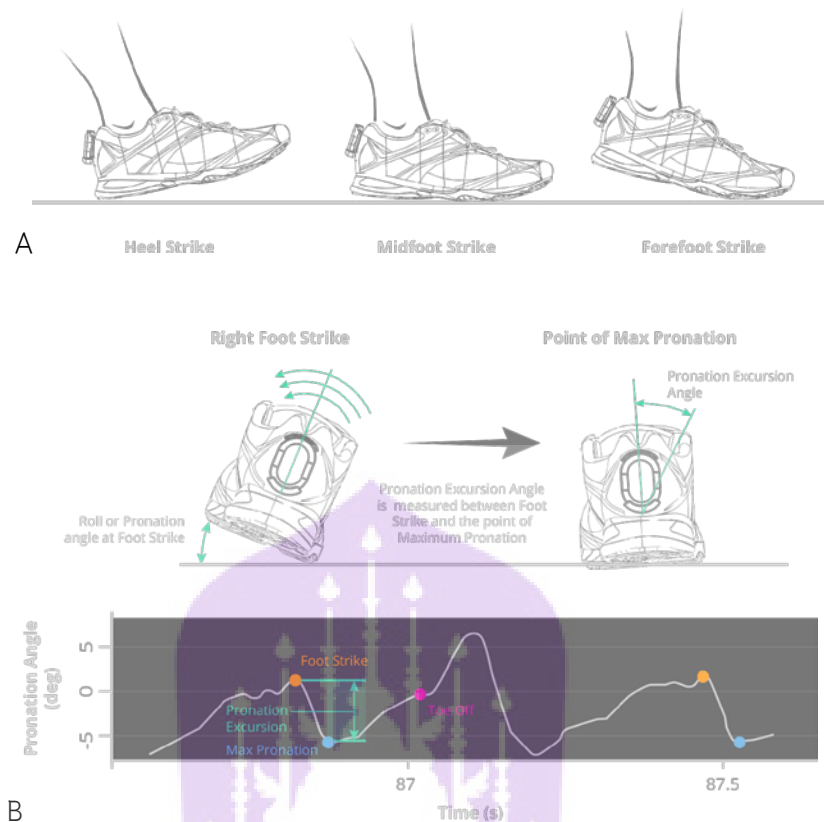 A
Heel Strike
Midfoot Strike
Forefoot Strike
Right Foot Strike
Point of Max Pronation
Pronation Excursion
Angle
Roll or Pronation
angle at Foot Strike
Pronation Excursion Angle
is measured between Foot
Strike and the point of
Maximum Pronation
Pronation Angle
(deg)
5
0
-5
Foot Strike
Pronation
Excursion
Max Pronation
Toe Off
87
87.5
Time (s)
B